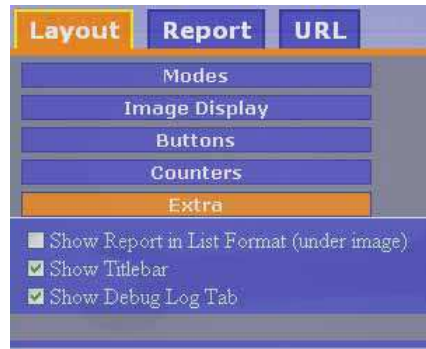 Layout Report URL
Modes
Image Display
Buttons
Counters
Extra
Show Report in List Format (under image)
Show Titlebar
Show Debug Log Tab